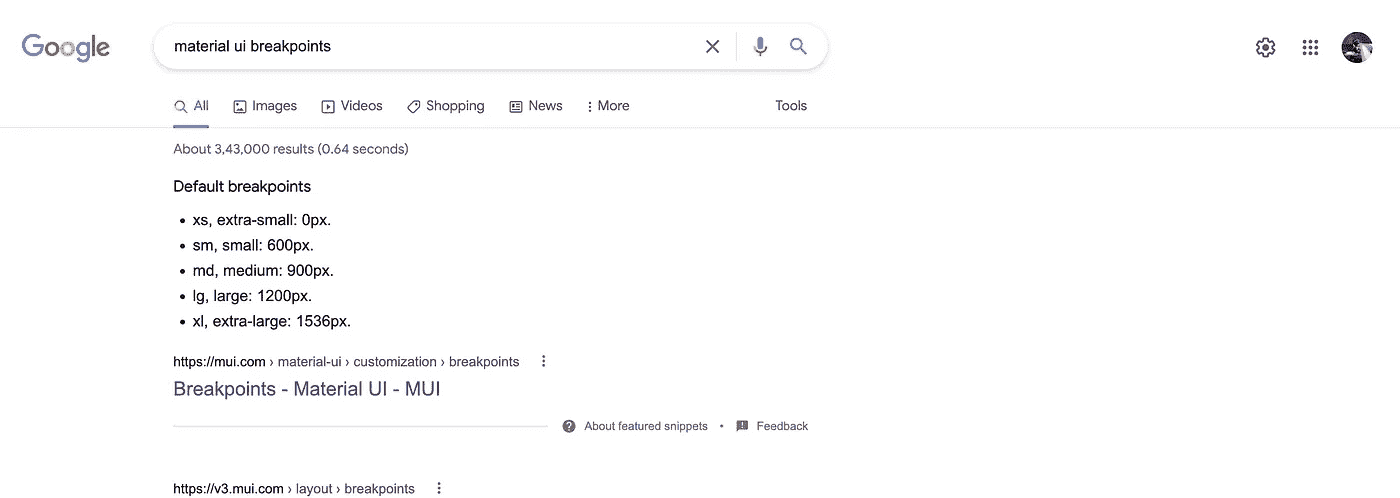 Google
material ui breakpoints
All Images Videos Shopping News More Tools
About 3,43,000 results (0.64 seconds)
Default breakpoints
• xs, extra-small: 0px.
• sm, small: 600px.
• md, medium: 900px.
• lg, large: 1200px.
• xl, extra-large: 1536px.
https://mui.com › material-ui › customization › breakpoints
Breakpoints - Material UI - MUI
About featured snippets • Feedback
https://v3.mui.com › layout › breakpoints